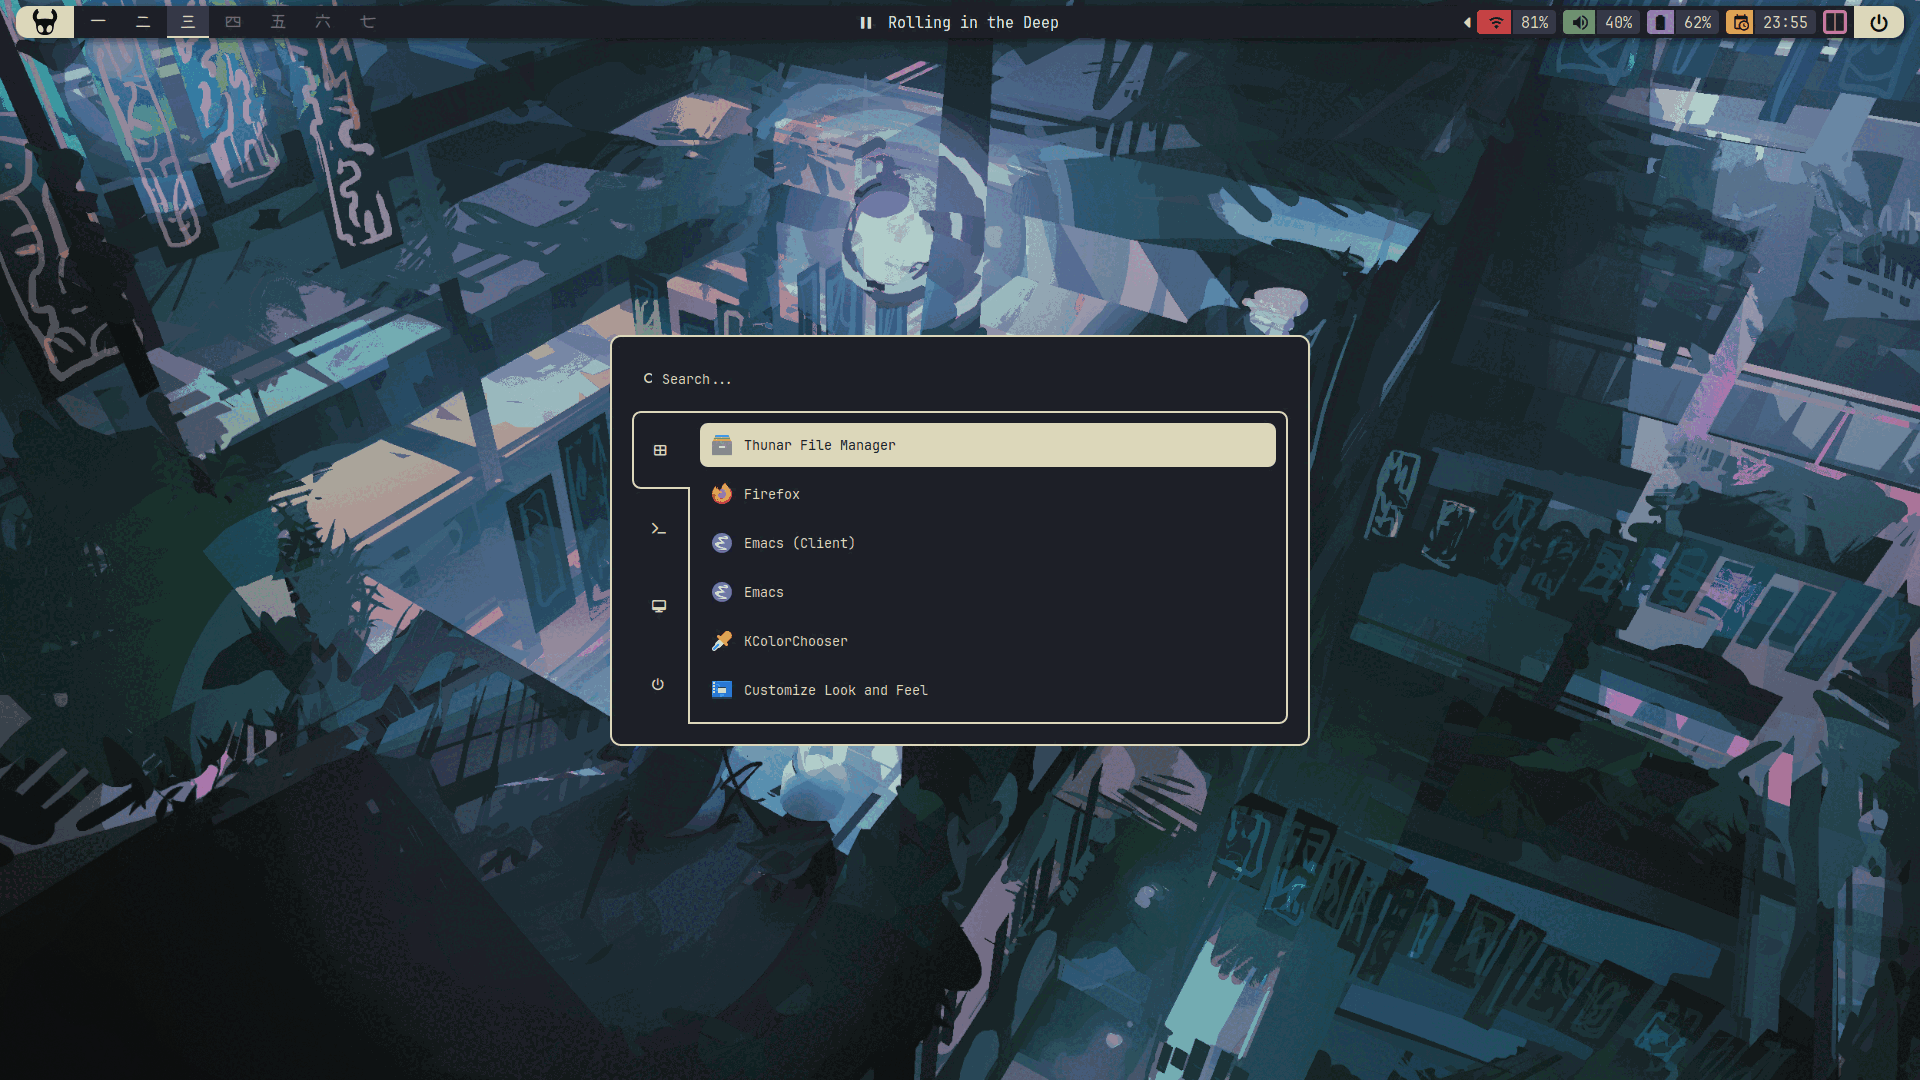 一 二 三 四 五 六 七
Rolling in the Deep
81% 40% 62% 23:55
Search...
Thunar File Manager
Firefox
Emacs (Client)
Emacs
KColorChooser
Customize Look and Feel